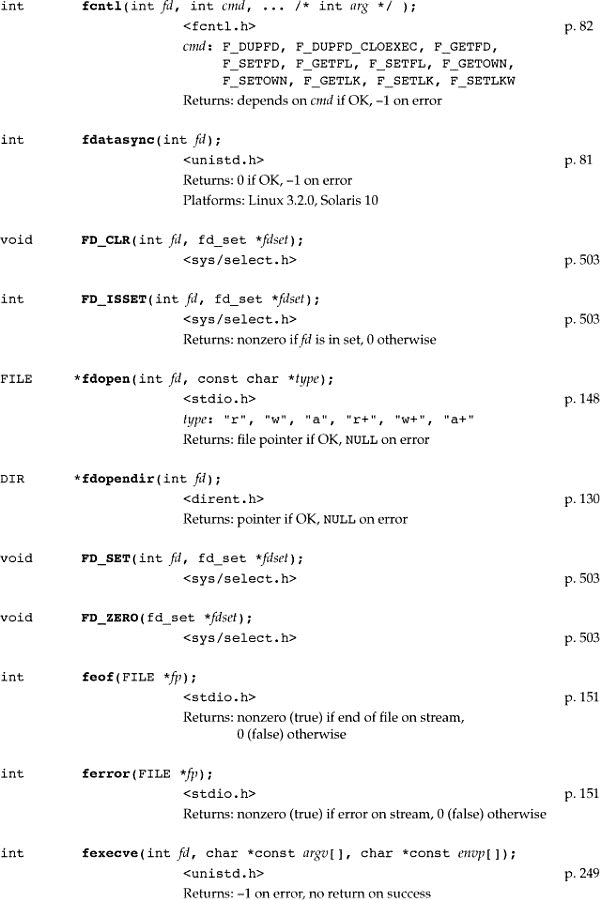 int fcntl(int fd, int cmd, ... /* int arg */ );
<fcntl.h> p. 82
cmd: F_DUPFD, F_DUPFD_CLOEXEC, F_GETFD,
F_SETFD, F_GETFL, F_SETFL, F_GETOWN,
F_SETOWN, F_GETLK, F_SETLK, F_SETLKW
Returns: depends on cmd if OK, –1 on error
int fdatasync(int fd);
<unistd.h> p. 81
Returns: 0 if OK, –1 on error
Platforms: Linux 3.2.0, Solaris 10
void FD_CLR(int fd, fd_set *fdset);
<sys/select.h> p. 503
int FD_ISSET(int fd, fd_set *fdset);
<sys/select.h> p. 503
Returns: nonzero if fd is in set, 0 otherwise
FILE *fdopen(int fd, const char *type);
<stdio.h> p. 148
type: "r", "w", "a", "r+", "w+", "a+"
Returns: file pointer if OK, NULL on error
DIR *fdopendir(int fd);
<dirent.h> p. 130
Returns: pointer if OK, NULL on error
void FD_SET(int fd, fd_set *fdset);
<sys/select.h> p. 503
void FD_ZERO(fd_set *fdset);
<sys/select.h> p. 503
int feof(FILE *fp);
<stdio.h> p. 151
Returns: nonzero (true) if end of file on stream,
0 (false) otherwise
int ferror(FILE *fp);
<stdio.h> p. 151
Returns: nonzero (true) if error on stream, 0 (false) otherwise
int fexecve(int fd, char *const argv[], char *const envp[]);
<unistd.h> p. 249
Returns: –1 on error, no return on success